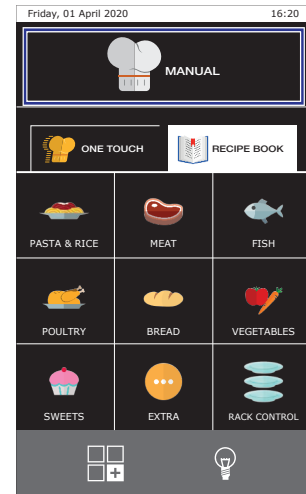 Friday, 01 April 2020 16:20
MANUAL
ONE TOUCH RECIPE BOOK
PASTA & RICE MEAT FISH
POULTRY BREAD VEGETABLES
SWEETS EXTRA RACK CONTROL